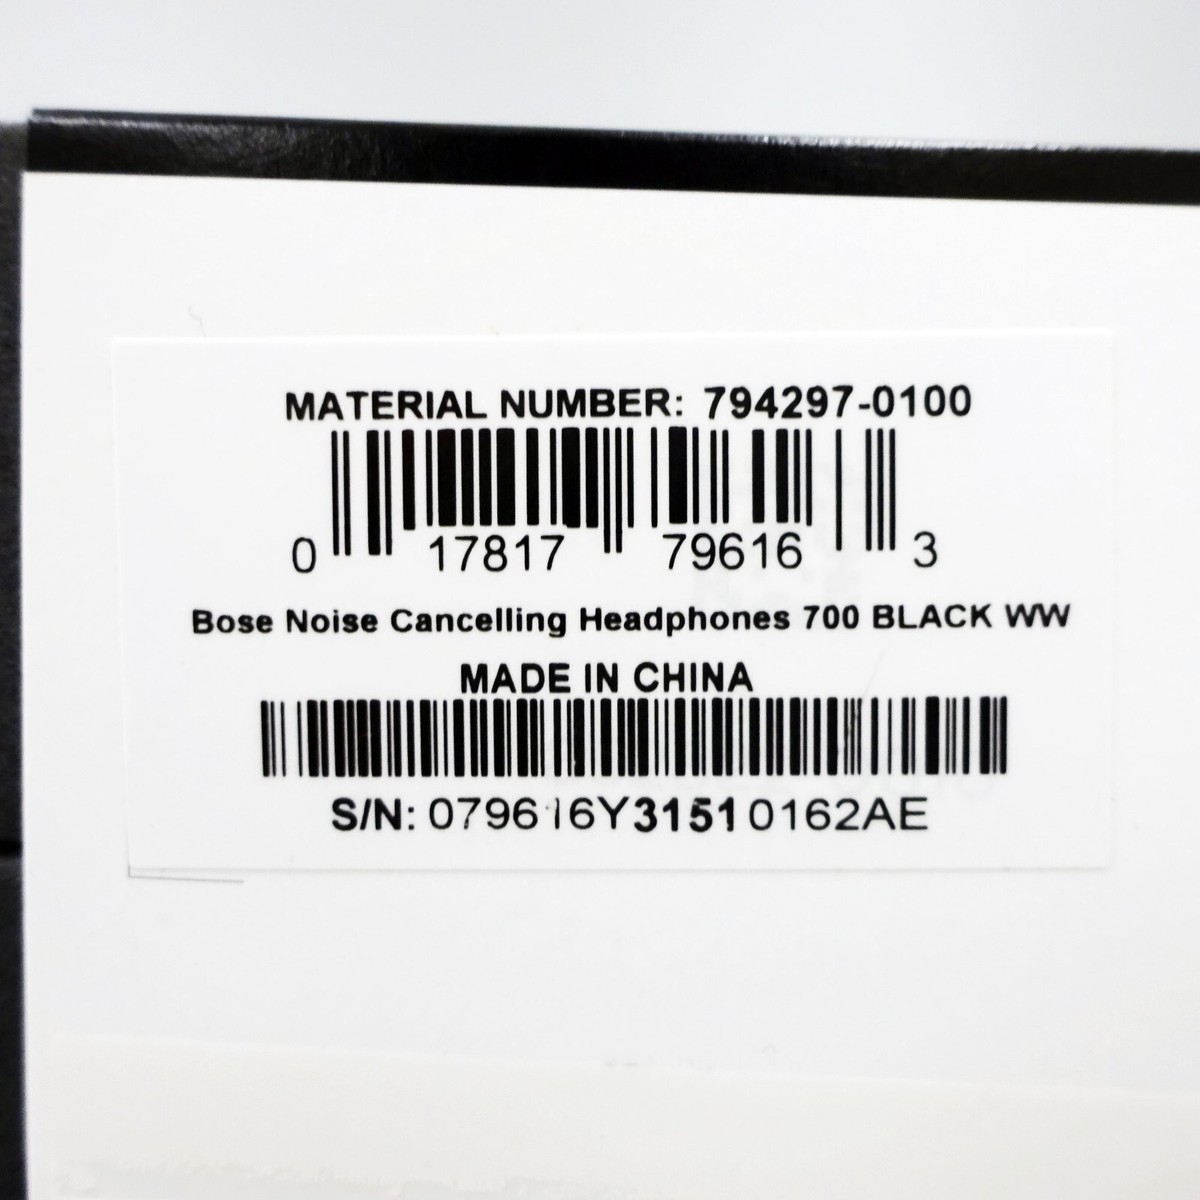 MATERIAL NUMBER: 794297-0100
0 17817 79616 3
Bose Noise Cancelling Headphones 700 BLACK WW
MADE IN CHINA
S/N: 079616Y31510162AE